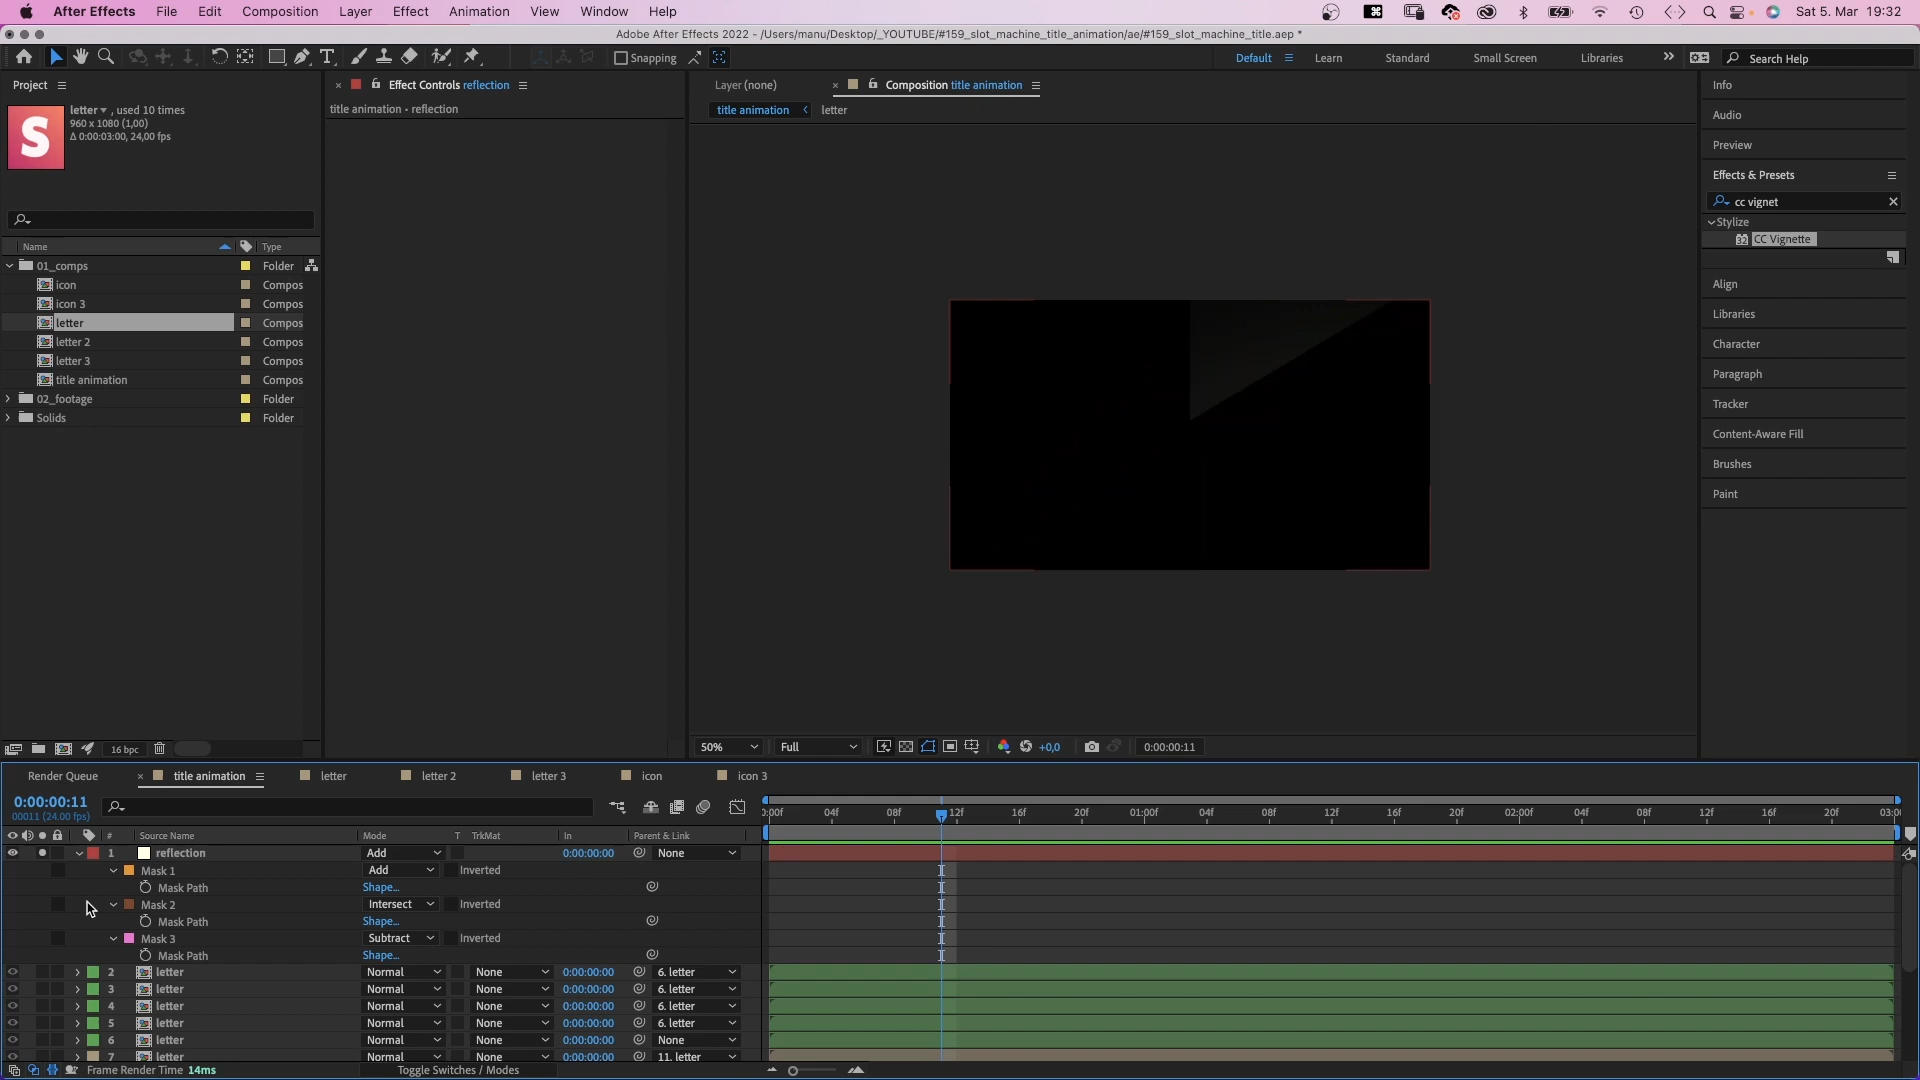 After Effects File Edit Composition Layer Effect Animation View Window Help Sat 5. Mar 19:32
Adobe After Effects 2022 - /Users/manu/Desktop/_YOUTUBE/#159_slot_machine_title_animation/ae/#159_slot_machine_title.aep *
Snapping Default Learn Standard Small Screen Libraries Search Help
Project Effect Controls reflection Layer (none) Composition title animation Info
letter , used 10 times title animation • reflection title animation letter
960 x 1080 (1,00)
Δ 0:00:03:00, 24,00 fps
S
Audio
Preview
Effects & Presets
cc vignet
Stylize
32 CC Vignette
Align
Libraries
Character
Paragraph
Tracker
Content-Aware Fill
Brushes
Paint
Name Type
01_comps Folder
icon Compos
icon 3 Compos
letter Compos
letter 2 Compos
letter 3 Compos
title animation Compos
02_footage Folder
Solids Folder
16 bpc 50% Full +0,0 0:00:00:11
Render Queue title animation letter letter 2 letter 3 icon icon 3
0:00:00:11
00011 (24.00 fps)
:00f 04f 08f 12f 16f 20f 01:00f 04f 08f 12f 16f 20f 02:00f 04f 08f 12f 16f 20f 03:0
# Source Name Mode T TrkMat In Parent & Link
1 reflection Add 0:00:00:00 None
Mask 1 Add Inverted
Mask Path Shape...
Mask 2 Intersect Inverted
Mask Path Shape...
Mask 3 Subtract Inverted
Mask Path Shape...
2 letter Normal None 0:00:00:00 6. letter
3 letter Normal None 0:00:00:00 6. letter
4 letter Normal None 0:00:00:00 6. letter
5 letter Normal None 0:00:00:00 6. letter
6 letter Normal None 0:00:00:00 None
7 letter Normal None 0:00:00:00 11. letter
Frame Render Time 14ms Toggle Switches / Modes